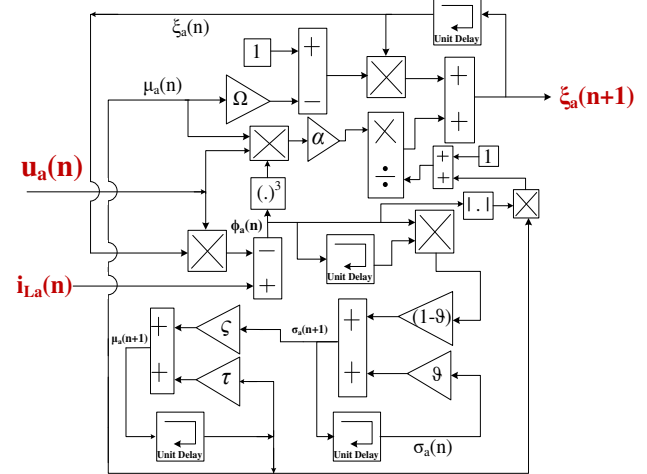 ξₐ(n)
Unit Delay
1
+
−
μₐ(n)
Ω
×
+
+
ξₐ(n+1)
×
α
×
÷
+
+
1
uₐ(n)
(.)³
ϕₐ(n)
| . |
×
×
−
+
×
Unit Delay
i_Lₐ(n)
(1-ϑ)
μₐ(n+1)
+
+
ς
σₐ(n+1)
+
+
τ
ϑ
Unit Delay
Unit Delay
σₐ(n)